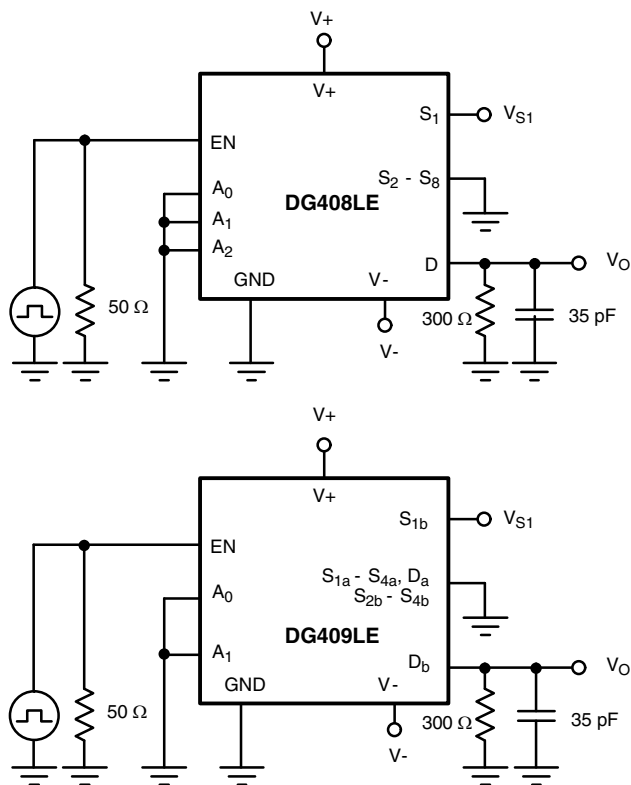 V+
V+
S1 VS1
EN
S2 - S8
A0
DG408LE
A1
A2
D VO
GND V-
50 Ω
300 Ω 35 pF
V-
V+
V+
S1b VS1
EN
S1a - S4a, Da
A0
S2b - S4b
DG409LE
A1
Db VO
GND V-
50 Ω
300 Ω 35 pF
V-